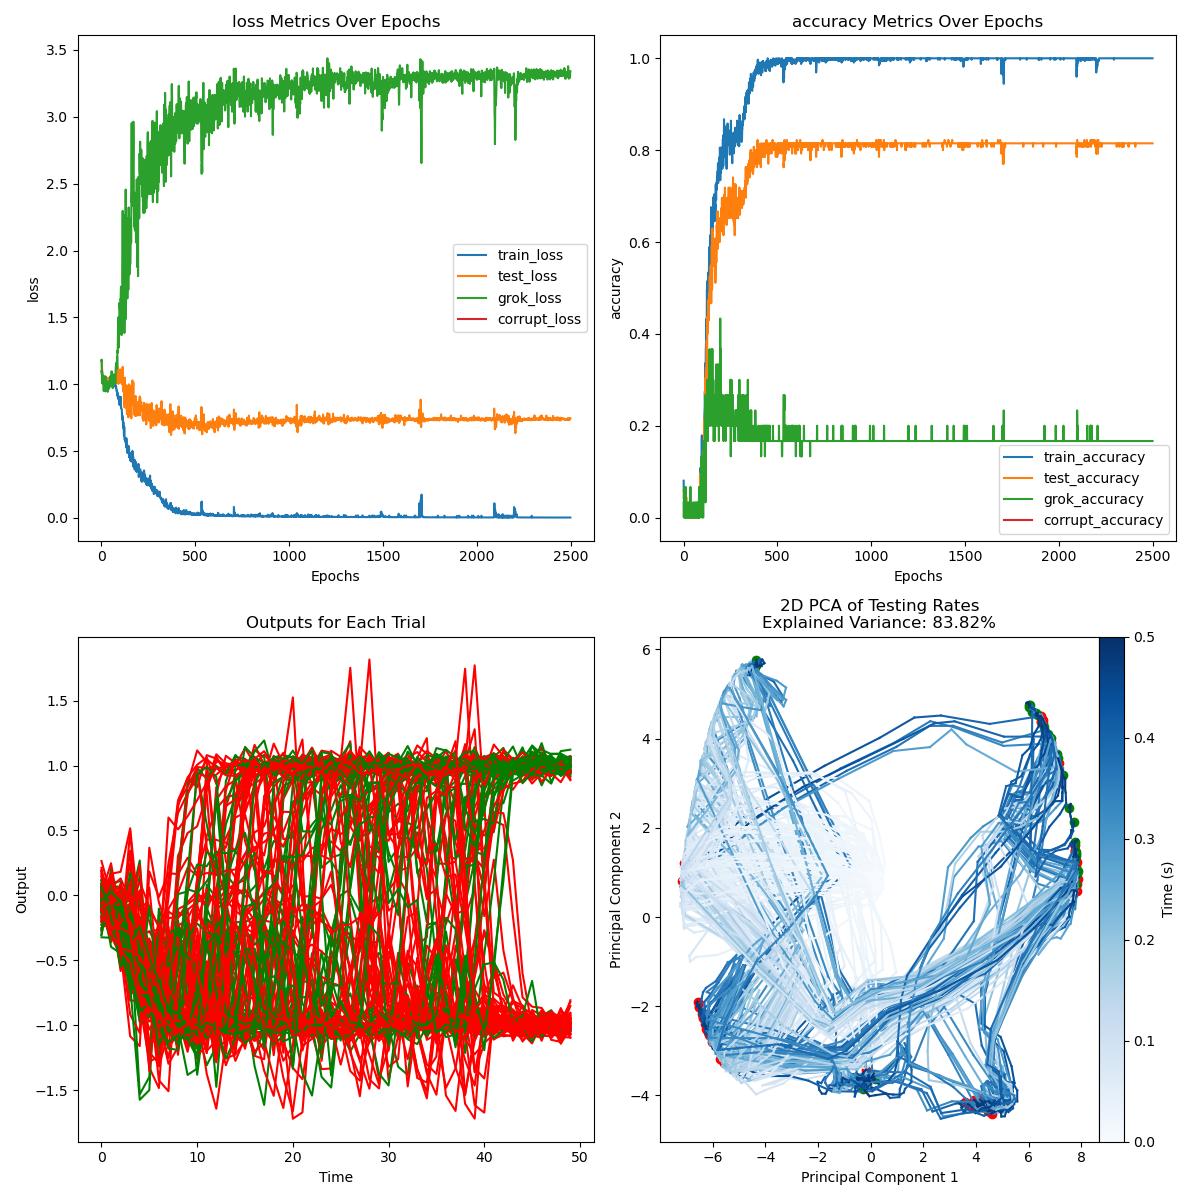 loss Metrics Over Epochs
3.5
3.0
2.5
2.0
1.5
1.0
0.5
0.0
loss
train_loss
test_loss
grok_loss
corrupt_loss
0 500 1000 1500 2000 2500
Epochs
accuracy Metrics Over Epochs
1.0
0.8
0.6
0.4
0.2
0.0
accuracy
train_accuracy
test_accuracy
grok_accuracy
corrupt_accuracy
0 500 1000 1500 2000 2500
Epochs
Outputs for Each Trial
1.5
1.0
0.5
0.0
−0.5
−1.0
−1.5
Output
0 10 20 30 40 50
Time
2D PCA of Testing Rates
Explained Variance: 83.82%
6
4
2
0
−2
−4
Principal Component 2
−6 −4 −2 0 2 4 6 8
Principal Component 1
0.5
0.4
0.3
0.2
0.1
0.0
Time (s)